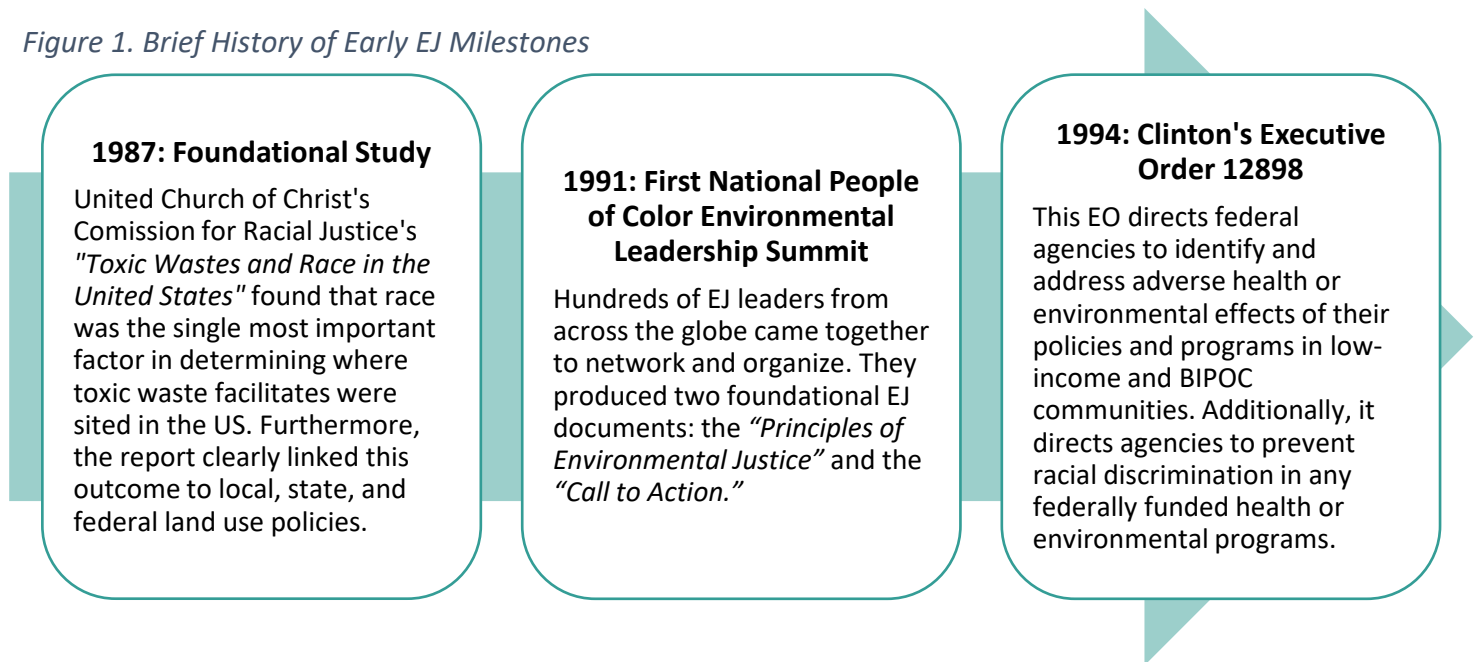 Figure 1. Brief History of Early EJ Milestones
1987: Foundational Study
United Church of Christ's
Comission for Racial Justice's
"Toxic Wastes and Race in the
United States" found that race
was the single most important
factor in determining where
toxic waste facilitates were
sited in the US. Furthermore,
the report clearly linked this
outcome to local, state, and
federal land use policies.
1991: First National People
of Color Environmental
Leadership Summit
Hundreds of EJ leaders from
across the globe came together
to network and organize. They
produced two foundational EJ
documents: the “Principles of
Environmental Justice” and the
“Call to Action.”
1994: Clinton's Executive
Order 12898
This EO directs federal
agencies to identify and
address adverse health or
environmental effects of their
policies and programs in low-
income and BIPOC
communities. Additionally, it
directs agencies to prevent
racial discrimination in any
federally funded health or
environmental programs.